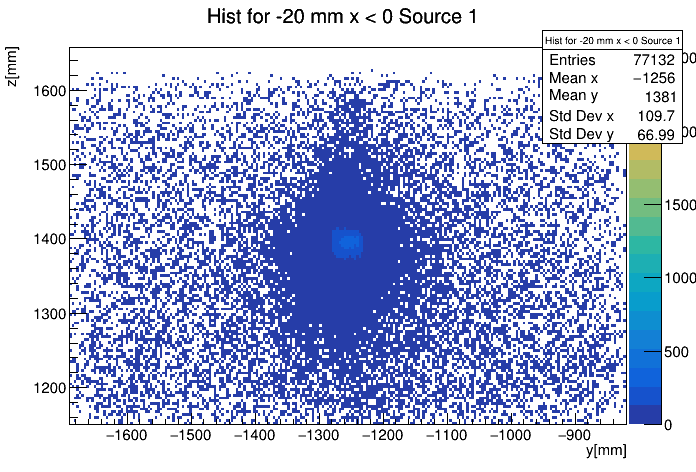 Hist for -20 mm x < 0 Source 1
z[mm]
Hist for -20 mm x < 0 Source 1
Entries 77132
Mean x −1256
Mean y 1381
Std Dev x 109.7
Std Dev y 66.99
1600
1500
1400
1300
1200
1500
1000
500
0
−1600 −1500 −1400 −1300 −1200 −1100 −1000 −900
y[mm]